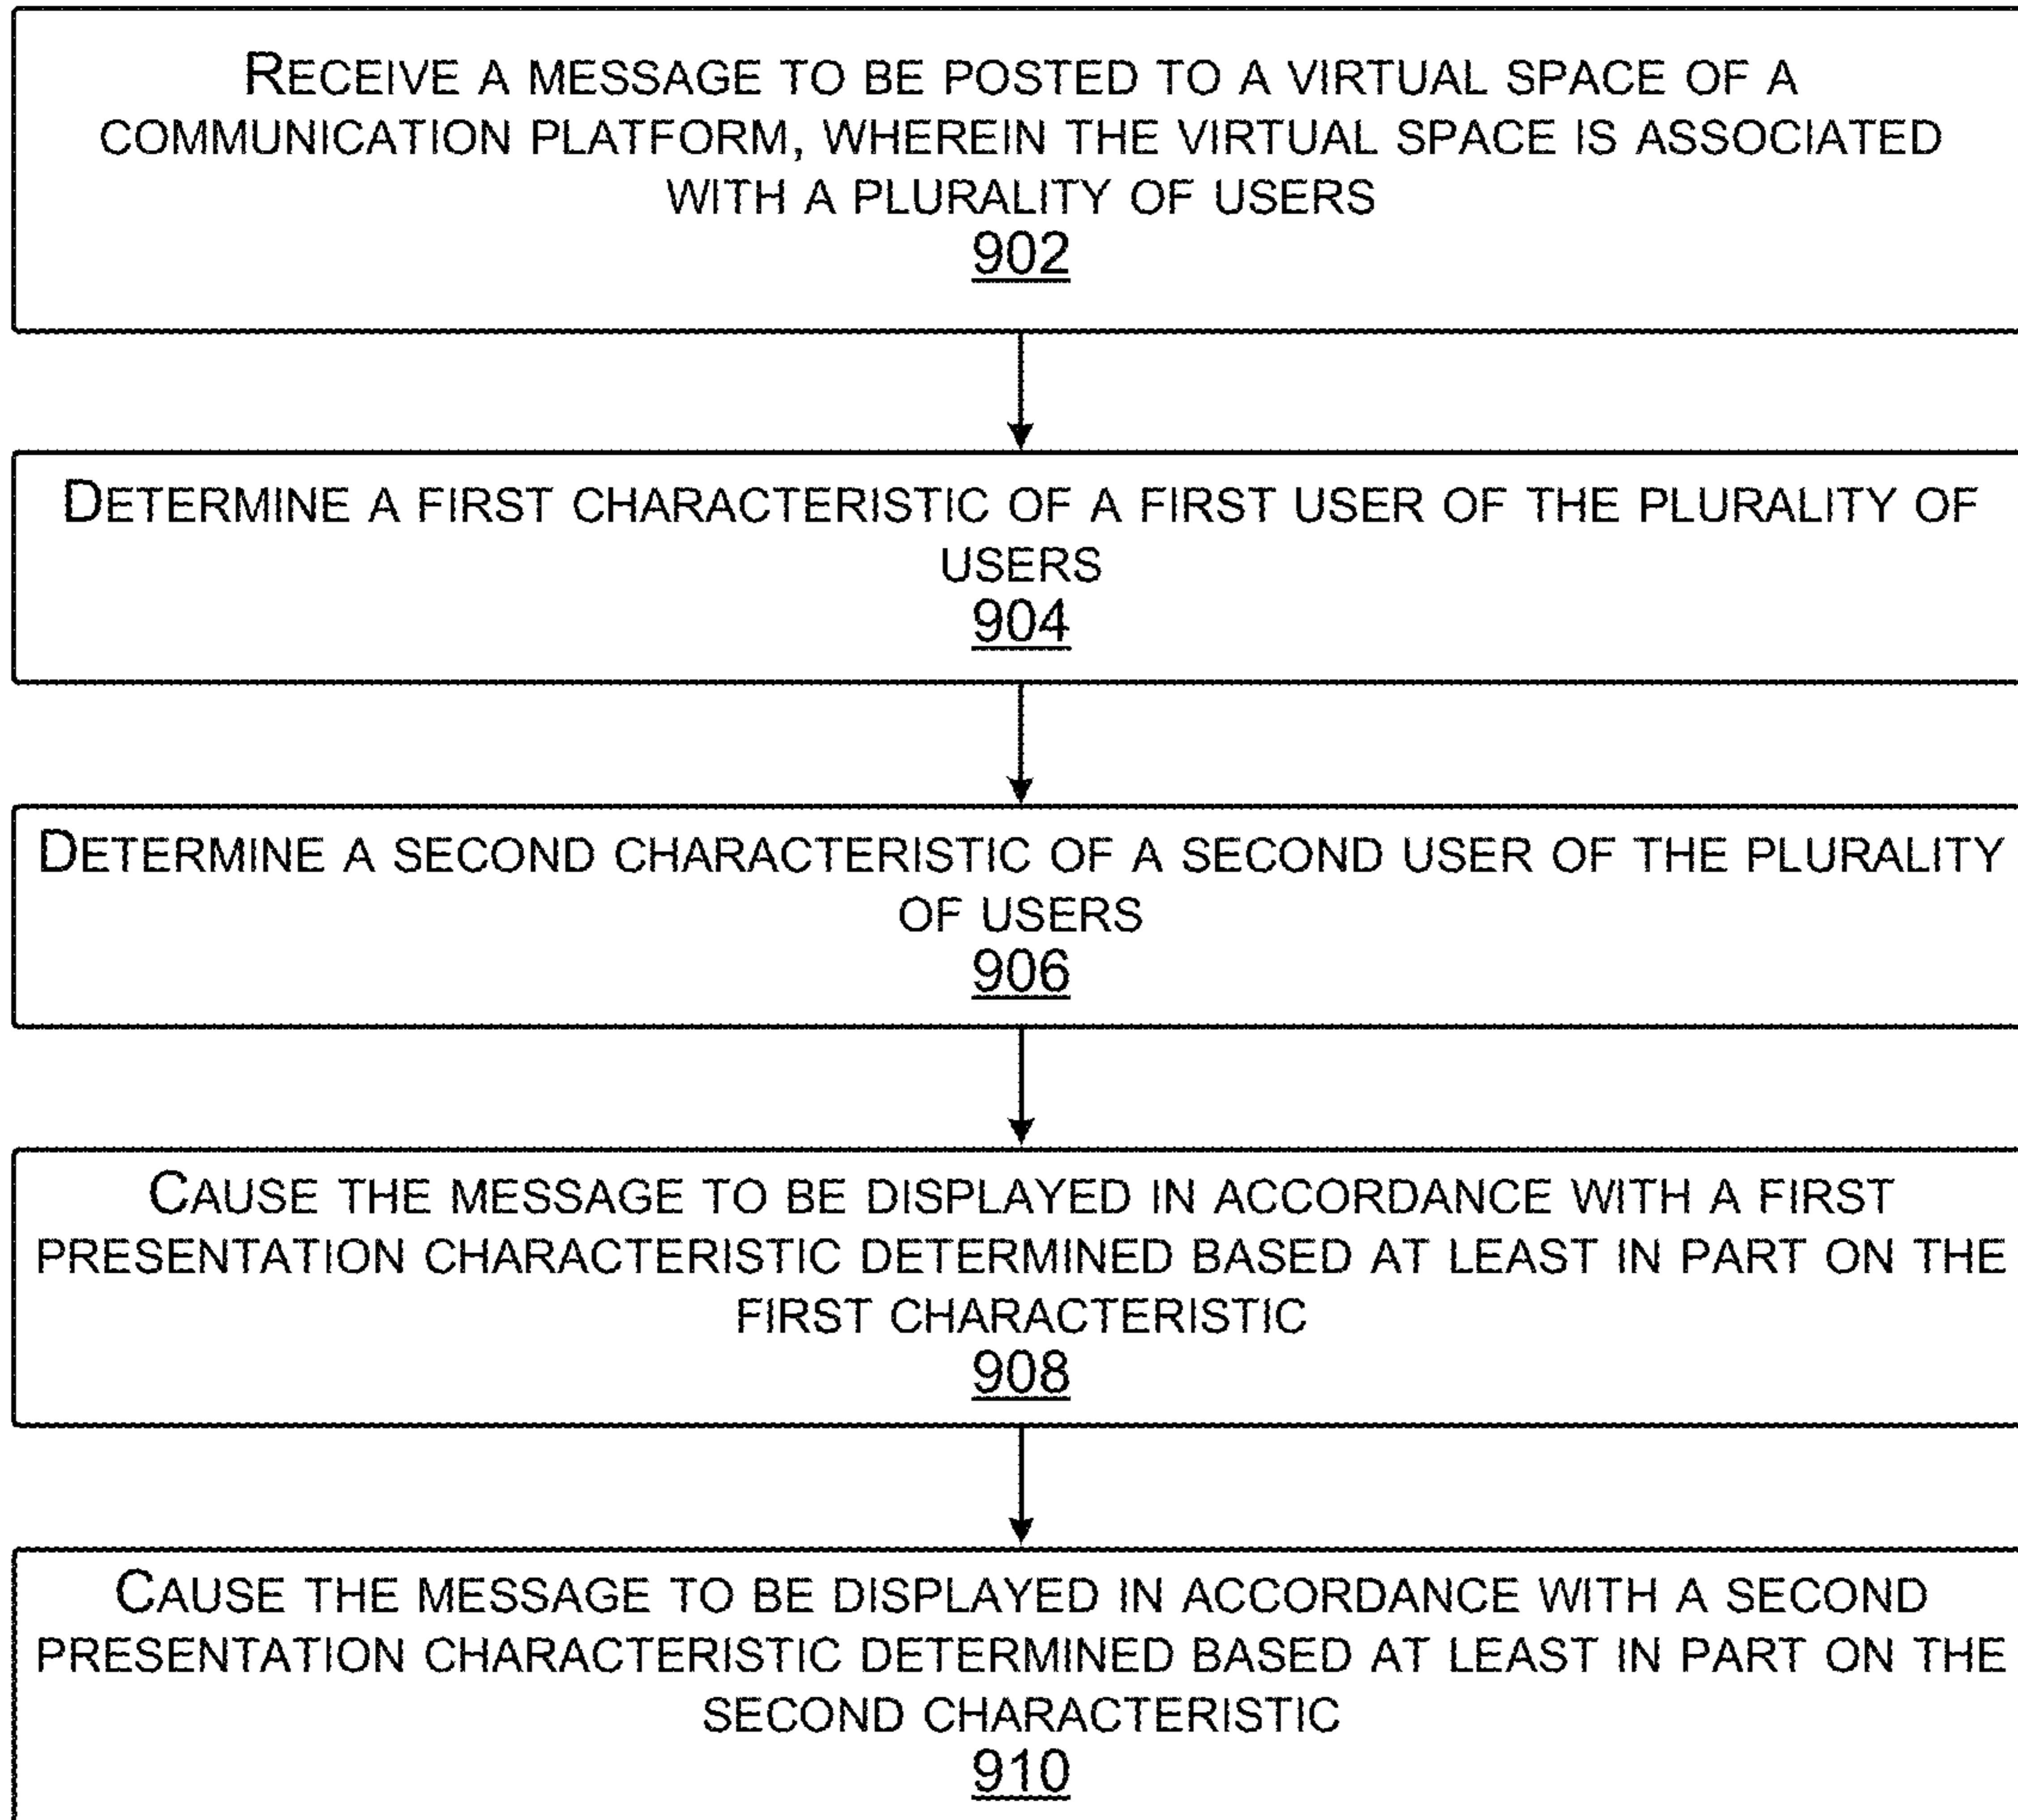 RECEIVE A MESSAGE TO BE POSTED TO A VIRTUAL SPACE OF A
COMMUNICATION PLATFORM, WHEREIN THE VIRTUAL SPACE IS ASSOCIATED
WITH A PLURALITY OF USERS
902
DETERMINE A FIRST CHARACTERISTIC OF A FIRST USER OF THE PLURALITY OF
USERS
904
DETERMINE A SECOND CHARACTERISTIC OF A SECOND USER OF THE PLURALITY
OF USERS
906
CAUSE THE MESSAGE TO BE DISPLAYED IN ACCORDANCE WITH A FIRST
PRESENTATION CHARACTERISTIC DETERMINED BASED AT LEAST IN PART ON THE
FIRST CHARACTERISTIC
908
CAUSE THE MESSAGE TO BE DISPLAYED IN ACCORDANCE WITH A SECOND
PRESENTATION CHARACTERISTIC DETERMINED BASED AT LEAST IN PART ON THE
SECOND CHARACTERISTIC
910